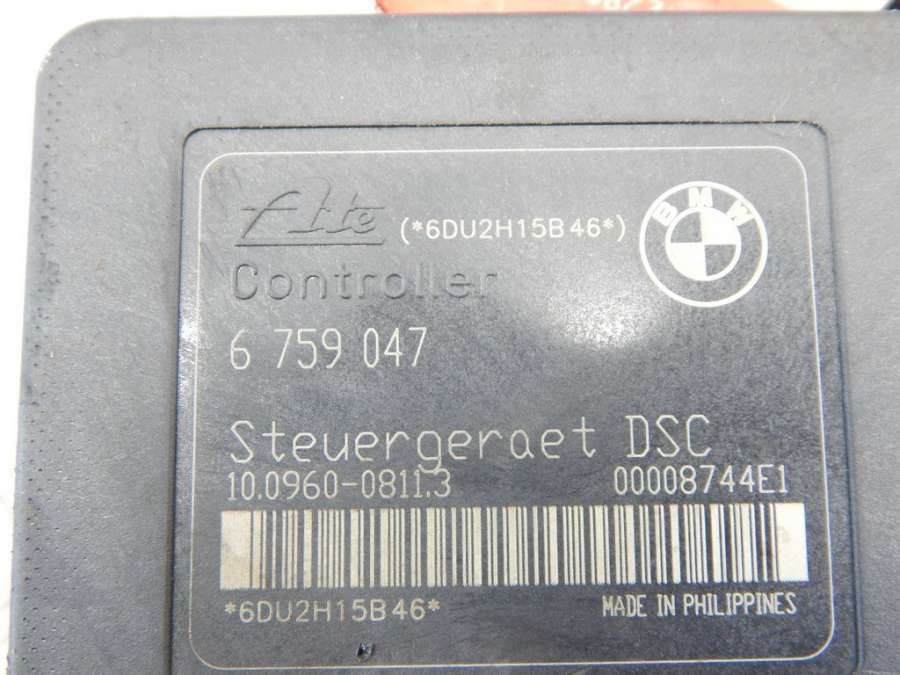 Ate (*6DU2H15B46*)
BMW
Controller
6 759 047
Steuergeraet DSC
10.0960-0811.3 00008744E1
*6DU2H15B46* MADE IN PHILIPPINES